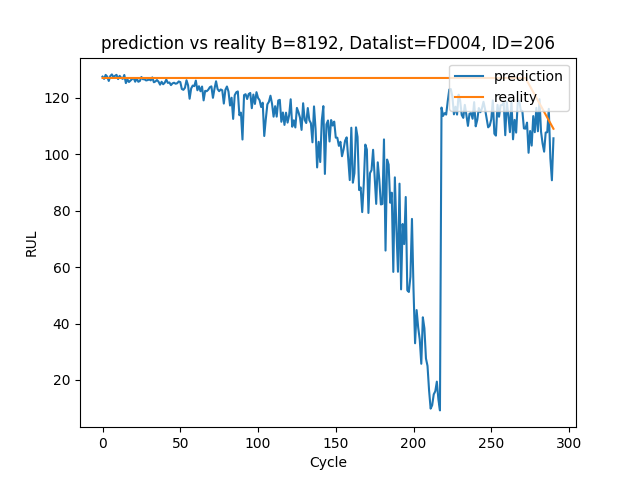 prediction vs reality B=8192, Datalist=FD004, ID=206
prediction
reality
RUL
120
100
80
60
40
20
0 50 100 150 200 250 300
Cycle